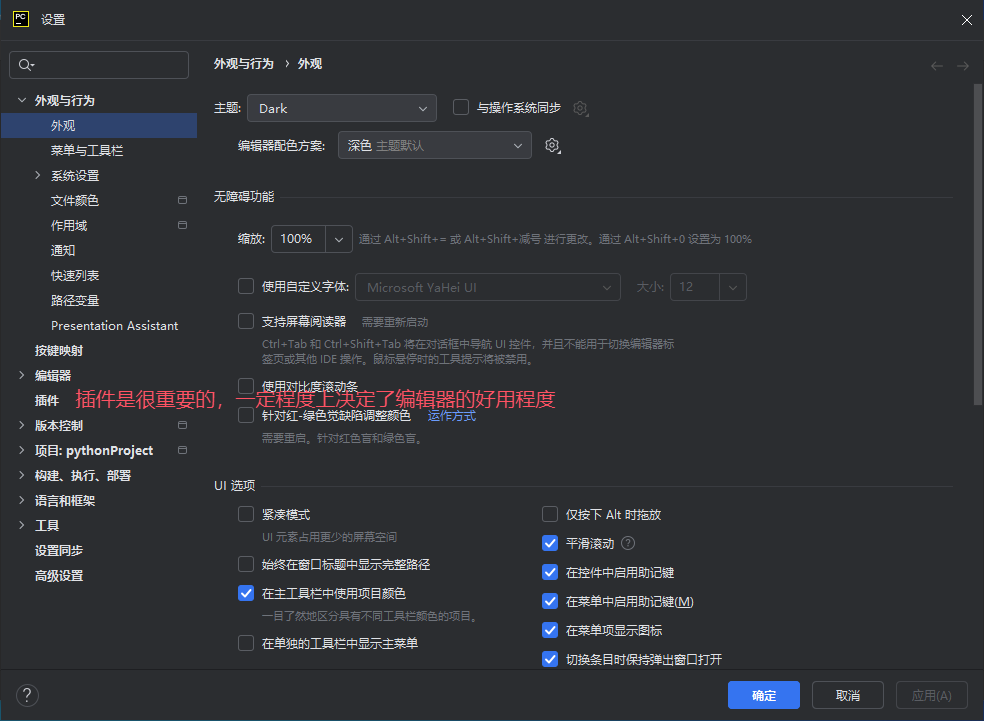 PC 设置
外观与行为 › 外观
外观与行为
外观
菜单与工具栏
系统设置
文件颜色
作用域
通知
快速列表
路径变量
Presentation Assistant
按键映射
编辑器
插件
插件是很重要的，一定程度上决定了编辑器的好用程度
版本控制
项目: pythonProject
构建、执行、部署
语言和框架
工具
设置同步
高级设置
主题: Dark 与操作系统同步
编辑器配色方案: 深色 主题默认
无障碍功能
缩放: 100% 通过 Alt+Shift+= 或 Alt+Shift+减号 进行更改。通过 Alt+Shift+0 设置为 100%
使用自定义字体: Microsoft YaHei UI 大小: 12
支持屏幕阅读器 需要重新启动
Ctrl+Tab 和 Ctrl+Shift+Tab 将在对话框中导航 UI 控件，并且不能用于切换编辑器标
签页或其他 IDE 操作。鼠标悬停时的工具提示将被禁用。
使用对比度滚动条
针对红-绿色觉缺陷调整颜色 运作方式
需要重启。针对红色盲和绿色盲。
UI 选项
紧凑模式
UI 元素占用更少的屏幕空间
始终在窗口标题中显示完整路径
在主工具栏中使用项目颜色
一目了然地区分具有不同工具栏颜色的项目。
在单独的工具栏中显示主菜单
仅按下 Alt 时拖放
平滑滚动 ?
在控件中启用助记键
在菜单中启用助记键(M)
在菜单项显示图标
切换条目时保持弹出窗口打开
? 确定 取消 应用(A)